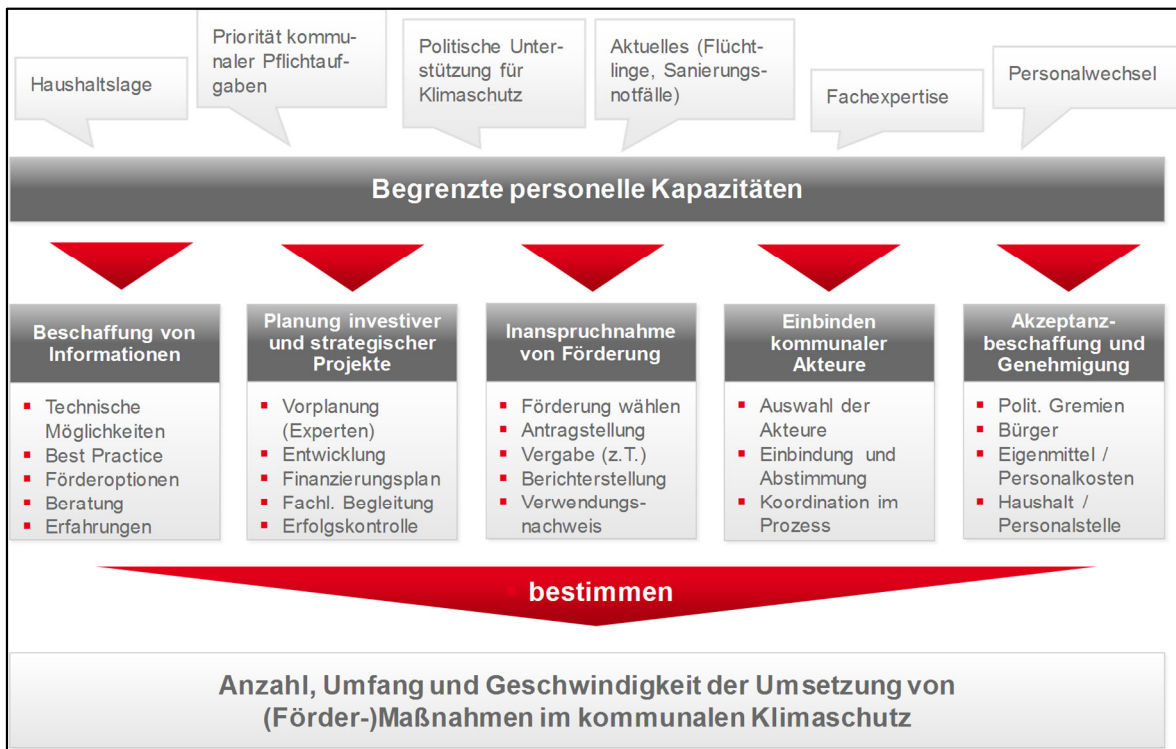 Haushaltslage
Priorität kommu-
naler Pflichtauf-
gaben
Politische Unter-
stützung für
Klimaschutz
Aktuelles (Flücht-
linge, Sanierungs-
notfälle)
Fachexpertise
Personalwechsel
Begrenzte personelle Kapazitäten
Beschaffung von
Informationen
Technische
Möglichkeiten
Best Practice
Förderoptionen
Beratung
Erfahrungen
Planung investiver
und strategischer
Projekte
Vorplanung
(Experten)
Entwicklung
Finanzierungsplan
Fachl. Begleitung
Erfolgskontrolle
Inanspruchnahme
von Förderung
Förderung wählen
Antragstellung
Vergabe (z.T.)
Berichterstellung
Verwendungs-
nachweis
Einbinden
kommunaler
Akteure
Auswahl der
Akteure
Einbindung und
Abstimmung
Koordination im
Prozess
Akzeptanz-
beschaffung und
Genehmigung
Polit. Gremien
Bürger
Eigenmittel /
Personalkosten
Haushalt /
Personalstelle
bestimmen
Anzahl, Umfang und Geschwindigkeit der Umsetzung von
(Förder-)Maßnahmen im kommunalen Klimaschutz